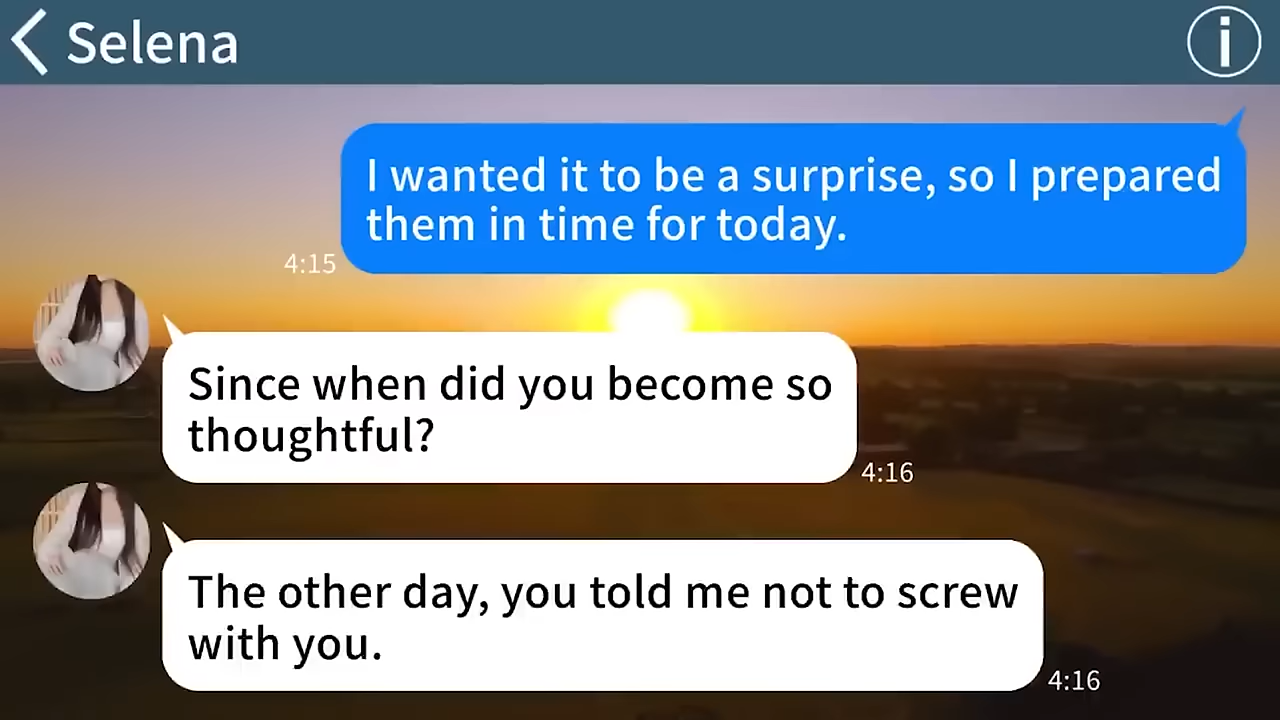 Selena
I wanted it to be a surprise, so I prepared
them in time for today.
4:15
Since when did you become so
thoughtful?
4:16
The other day, you told me not to screw
with you.
4:16